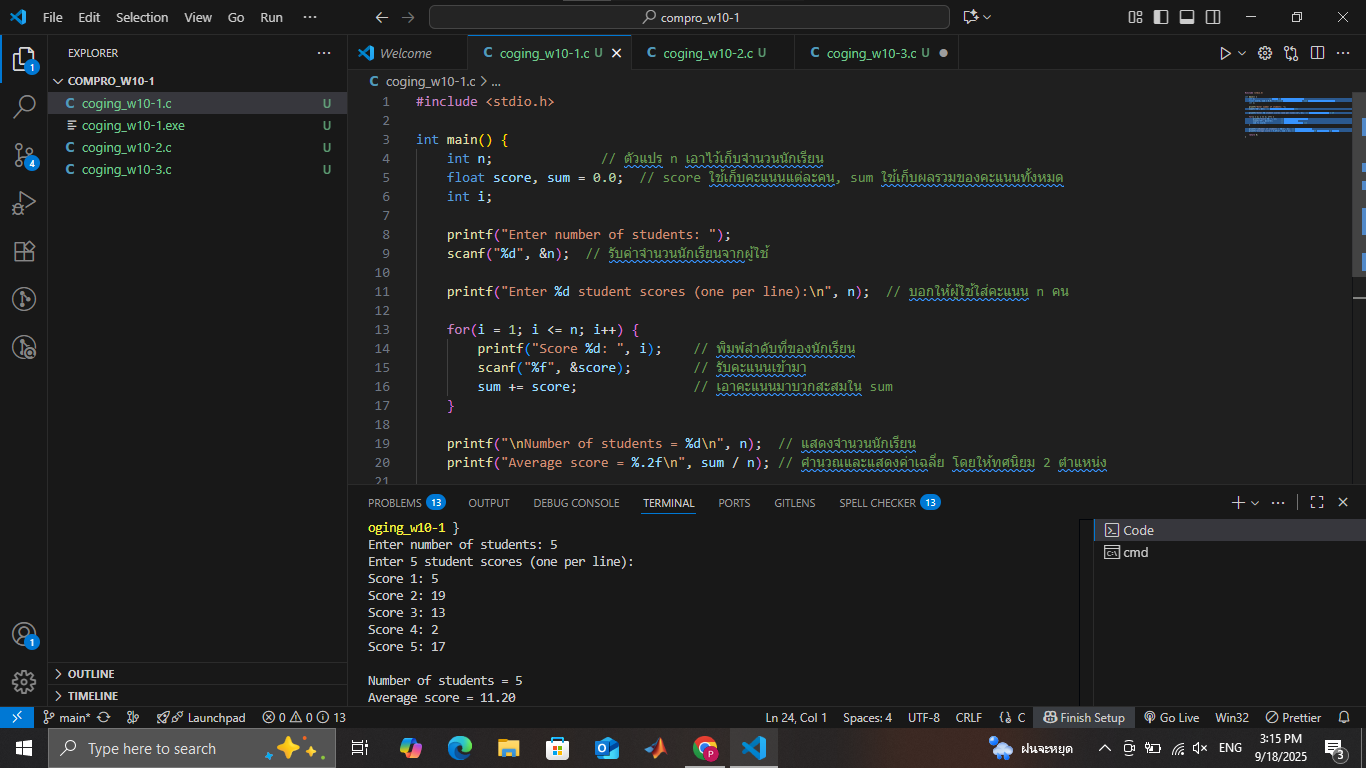 File Edit Selection View Go Run ··· compro_w10-1
EXPLORER ···
COMPRO_W10-1
C coging_w10-1.c U
coging_w10-1.exe U
C coging_w10-2.c U
C coging_w10-3.c U
OUTLINE
TIMELINE
Welcome C coging_w10-1.c U C coging_w10-2.c U C coging_w10-3.c U
C coging_w10-1.c > ...
1 #include <stdio.h>
2
3 int main() {
4 int n; // ตัวแปร n เอาไว้เก็บจำนวนนักเรียน
5 float score, sum = 0.0; // score ใช้เก็บคะแนนแต่ละคน, sum ใช้เก็บผลรวมของคะแนนทั้งหมด
6 int i;
7
8 printf("Enter number of students: ");
9 scanf("%d", &n); // รับค่าจำนวนนักเรียนจากผู้ใช้
10
11 printf("Enter %d student scores (one per line):\n", n); // บอกให้ผู้ใช้ใส่คะแนน n คน
12
13 for(i = 1; i <= n; i++) {
14 printf("Score %d: ", i); // พิมพ์ลำดับที่ของนักเรียน
15 scanf("%f", &score); // รับคะแนนเข้ามา
16 sum += score; // เอาคะแนนมาบวกสะสมใน sum
17 }
18
19 printf("\nNumber of students = %d\n", n); // แสดงจำนวนนักเรียน
20 printf("Average score = %.2f\n", sum / n); // คำนวณและแสดงค่าเฉลี่ย โดยให้ทศนิยม 2 ตำแหน่ง
21
PROBLEMS 13 OUTPUT DEBUG CONSOLE TERMINAL PORTS GITLENS SPELL CHECKER 13
oging_w10-1 }
Enter number of students: 5
Enter 5 student scores (one per line):
Score 1: 5
Score 2: 19
Score 3: 13
Score 4: 2
Score 5: 17
Number of students = 5
Average score = 11.20
Code
cmd
main* Launchpad 0 0 13 Ln 24, Col 1 Spaces: 4 UTF-8 CRLF C Finish Setup Go Live Win32 Prettier
Type here to search ฝนจะหยุด ENG 3:15 PM
9/18/2025 3